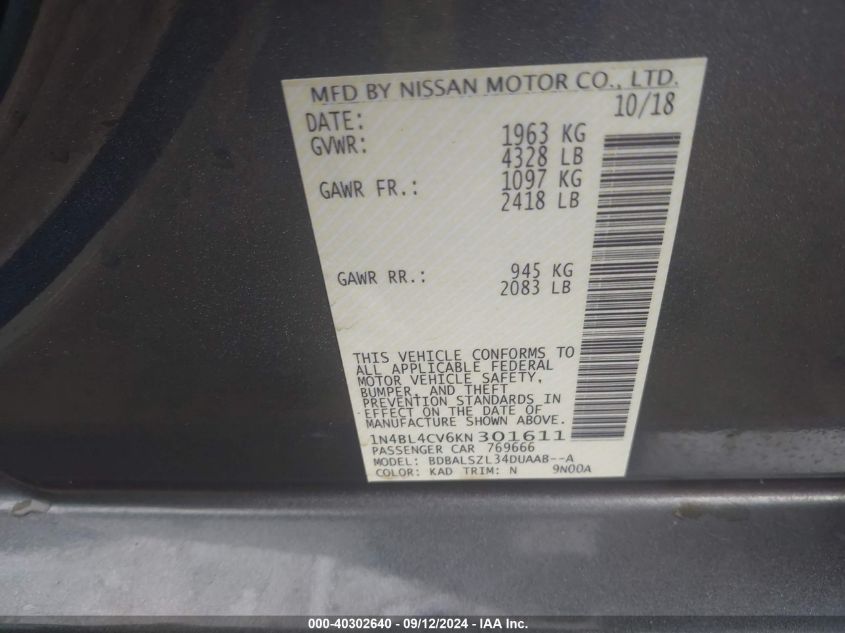 MFD BY NISSAN MOTOR CO., LTD.
DATE: 10/18
GVWR: 1963 KG
4328 LB
GAWR FR.: 1097 KG
2418 LB
GAWR RR.: 945 KG
2083 LB
THIS VEHICLE CONFORMS TO
ALL APPLICABLE FEDERAL
MOTOR VEHICLE SAFETY,
BUMPER, AND THEFT
PREVENTION STANDARDS IN
EFFECT ON THE DATE OF
MANUFACTURE SHOWN ABOVE.
1N4BL4CV6KN301611
PASSENGER CAR 769666
MODEL: BDBALSZL34DUAAB--A
COLOR: KAD TRIM: N 9N00A
000-40302640 - 09/12/2024 - IAA Inc.